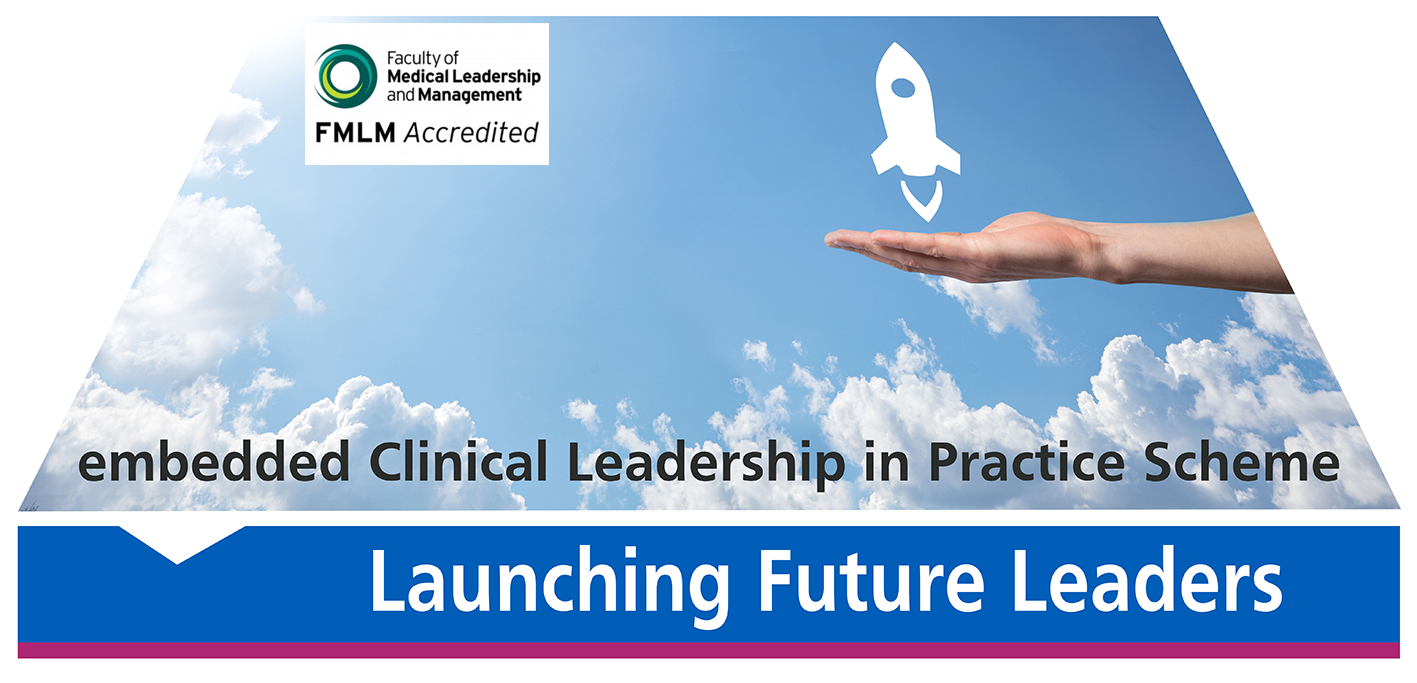 Faculty of
Medical Leadership
and Management
FMLM Accredited
embedded Clinical Leadership in Practice Scheme
Launching Future Leaders